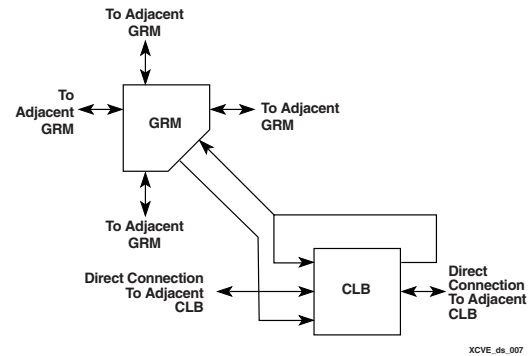 To Adjacent
GRM
To
Adjacent
GRM
GRM
To Adjacent
GRM
To Adjacent
GRM
Direct Connection
To Adjacent
CLB
CLB
Direct
Connection
To Adjacent
CLB
XCVE_ds_007